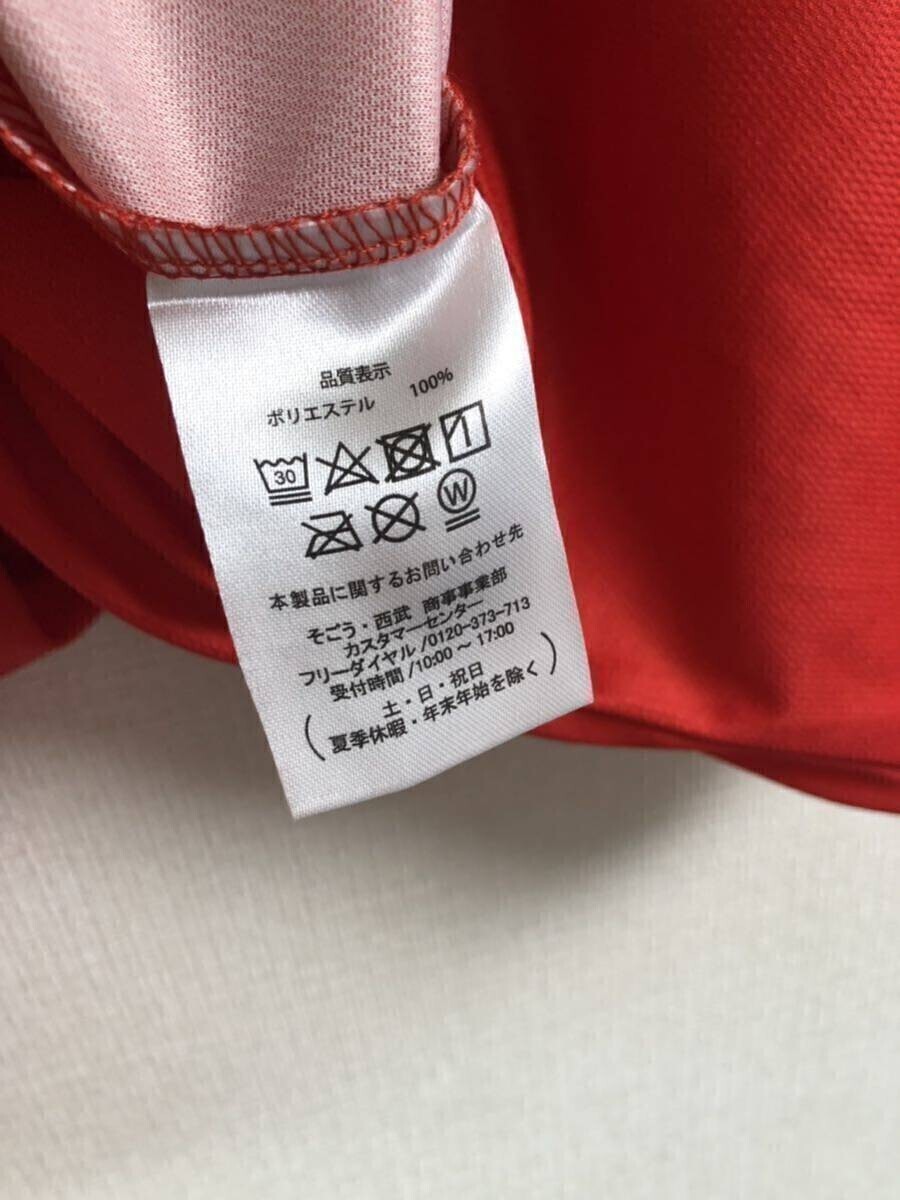 品質表示
ポリエステル 100%
30
W
本製品に関するお問い合わせ先
そごう・西武 商事事業部
カスタマーセンター
フリーダイヤル/0120-373-713
受付時間/10:00 ～ 17:00
(土・日・祝日
夏季休暇・年末年始を除く)